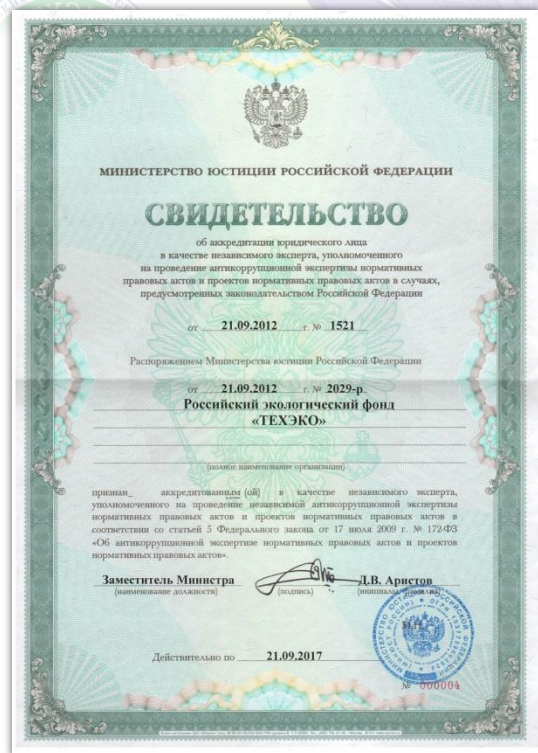 МИНИСТЕРСТВО ЮСТИЦИИ РОССИЙСКОЙ ФЕДЕРАЦИИ
СВИДЕТЕЛЬСТВО
об аккредитации юридического лица
в качестве независимого эксперта, уполномоченного
на проведение антикоррупционной экспертизы нормативных
правовых актов и проектов нормативных правовых актов в случаях,
предусмотренных законодательством Российской Федерации
от 21.09.2012 г. № 1521
Распоряжением Министерства юстиции Российской Федерации
от 21.09.2012 г. № 2029-р
Российский экологический фонд
«ТЕХЭКО»
(полное наименование организации)
признан_ аккредитованным (ой) в качестве независимого эксперта,
уполномоченного на проведение независимой антикоррупционной экспертизы
нормативных правовых актов и проектов нормативных правовых актов в
соответствии со статьей 5 Федерального закона от 17 июля 2009 г. № 172-ФЗ
«Об антикоррупционной экспертизе нормативных правовых актов и проектов
нормативных правовых актов».
Заместитель Министра Д.В. Аристов
(наименование должности) (подпись) (инициалы, фамилия)
М.П.
Действительно по 21.09.2017
№ 000004